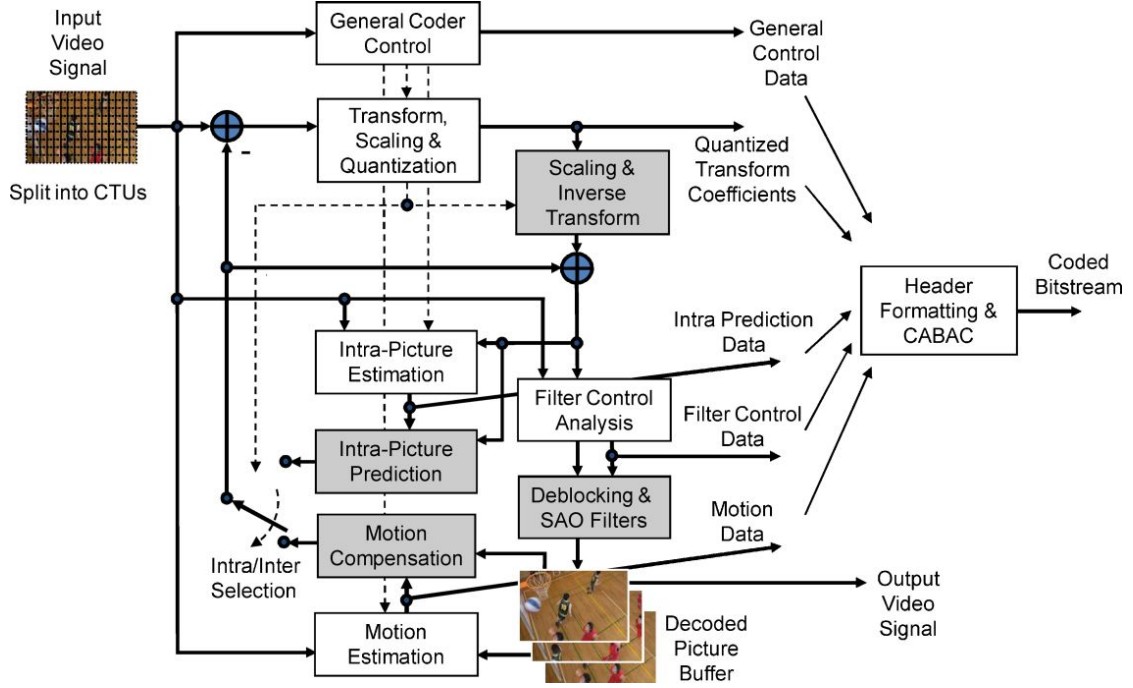 Input
Video
Signal
Split into CTUs
General Coder
Control
General
Control
Data
Transform,
Scaling &
Quantization
Quantized
Transform
Coefficients
Scaling &
Inverse
Transform
-
Header
Formatting &
CABAC
Coded
Bitstream
Intra-Picture
Estimation
Intra Prediction
Data
Filter Control
Analysis
Filter Control
Data
Intra-Picture
Prediction
Deblocking &
SAO Filters
Motion
Data
Motion
Compensation
Intra/Inter
Selection
Motion
Estimation
Decoded
Picture
Buffer
Output
Video
Signal